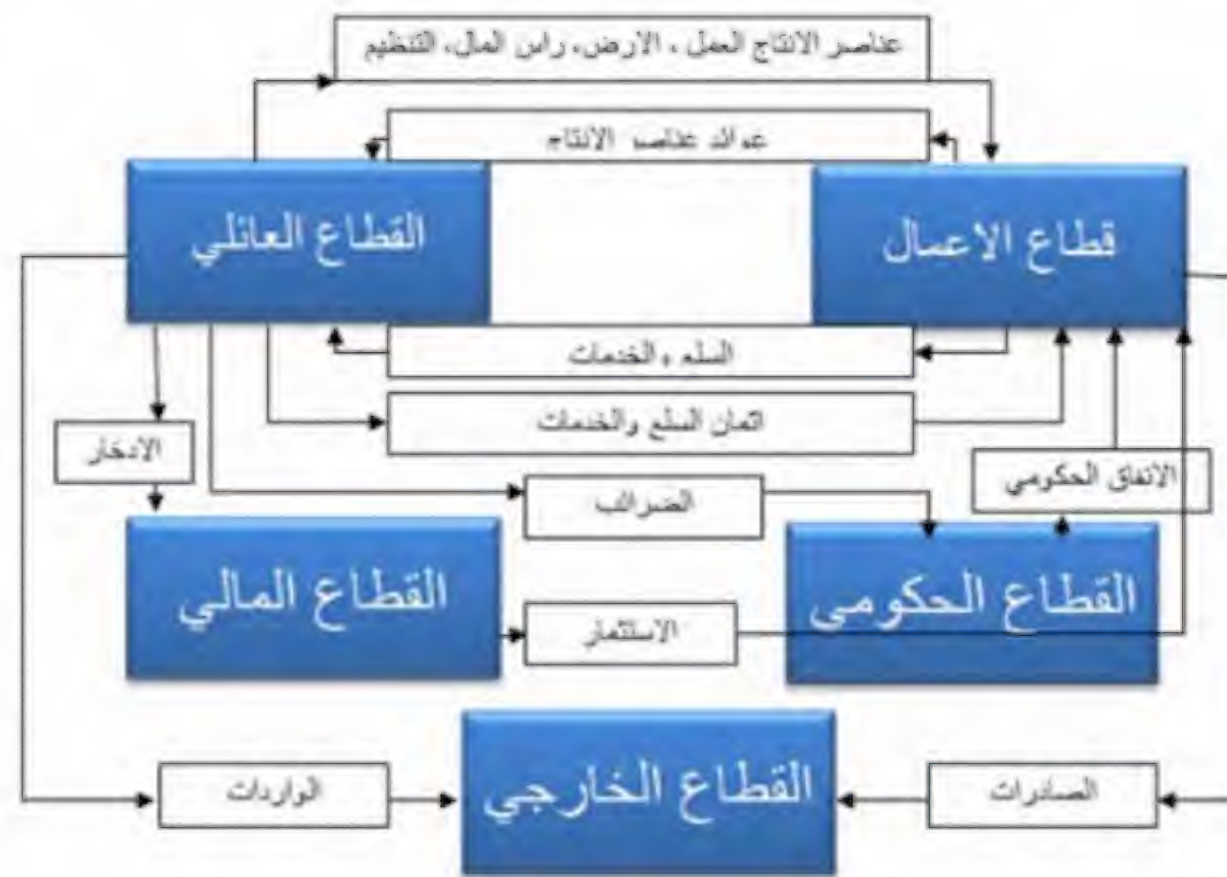 عناصر الانتاج العمل ، الارض، راس المال، التنظيم
عوائد عناصر الانتاج
قطاع الاعمال
القطاع العائلي
السلع والخدمات
اثمان السلع والخدمات
الادخار
الانفاق الحكومي
الضرائب
القطاع الحكومي
القطاع المالي
الاستثمار
القطاع الخارجي
الصادرات
الواردات